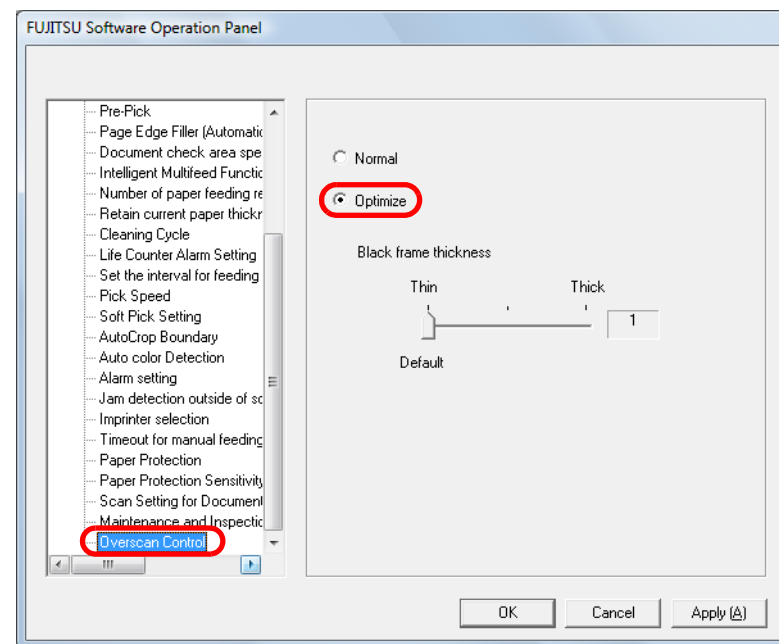 FUJITSU Software Operation Panel
Pre-Pick
Page Edge Filler (Automatic
Document check area spe
Intelligent Multifeed Functic
Number of paper feeding re
Retain current paper thickr
Cleaning Cycle
Life Counter Alarm Setting
Set the interval for feeding
Pick Speed
Soft Pick Setting
AutoCrop Boundary
Auto color Detection
Alarm setting
Jam detection outside of sc
Imprinter selection
Timeout for manual feeding
Paper Protection
Paper Protection Sensitivity
Scan Setting for Document
Maintenance and Inspectic
Overscan Control
Normal
Optimize
Black frame thickness
Thin Thick
1
Default
OK Cancel Apply (A)